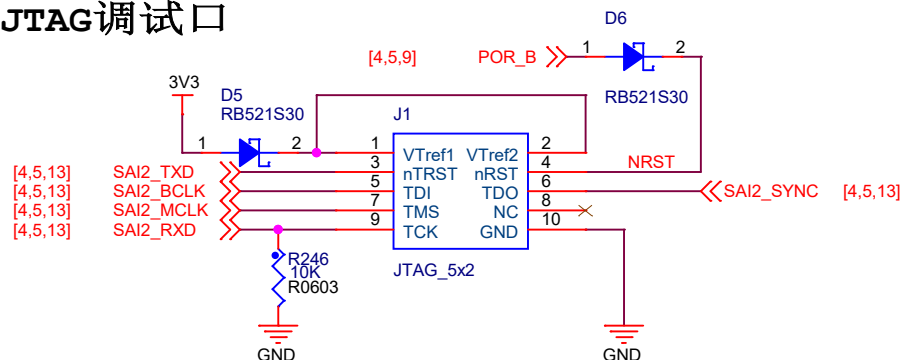 JTAG调试口
D6
[4,5,9] POR_B 1 2
3V3
D5
RB521S30
RB521S30
J1
1 2 1 VTref1 VTref2 2
[4,5,13] SAI2_TXD 3 nTRST nRST 4 NRST
[4,5,13] SAI2_BCLK 5 TDI TDO 6 SAI2_SYNC [4,5,13]
[4,5,13] SAI2_MCLK 7 TMS NC 8
[4,5,13] SAI2_RXD 9 TCK GND 10
R246
10K
R0603
JTAG_5x2
GND GND